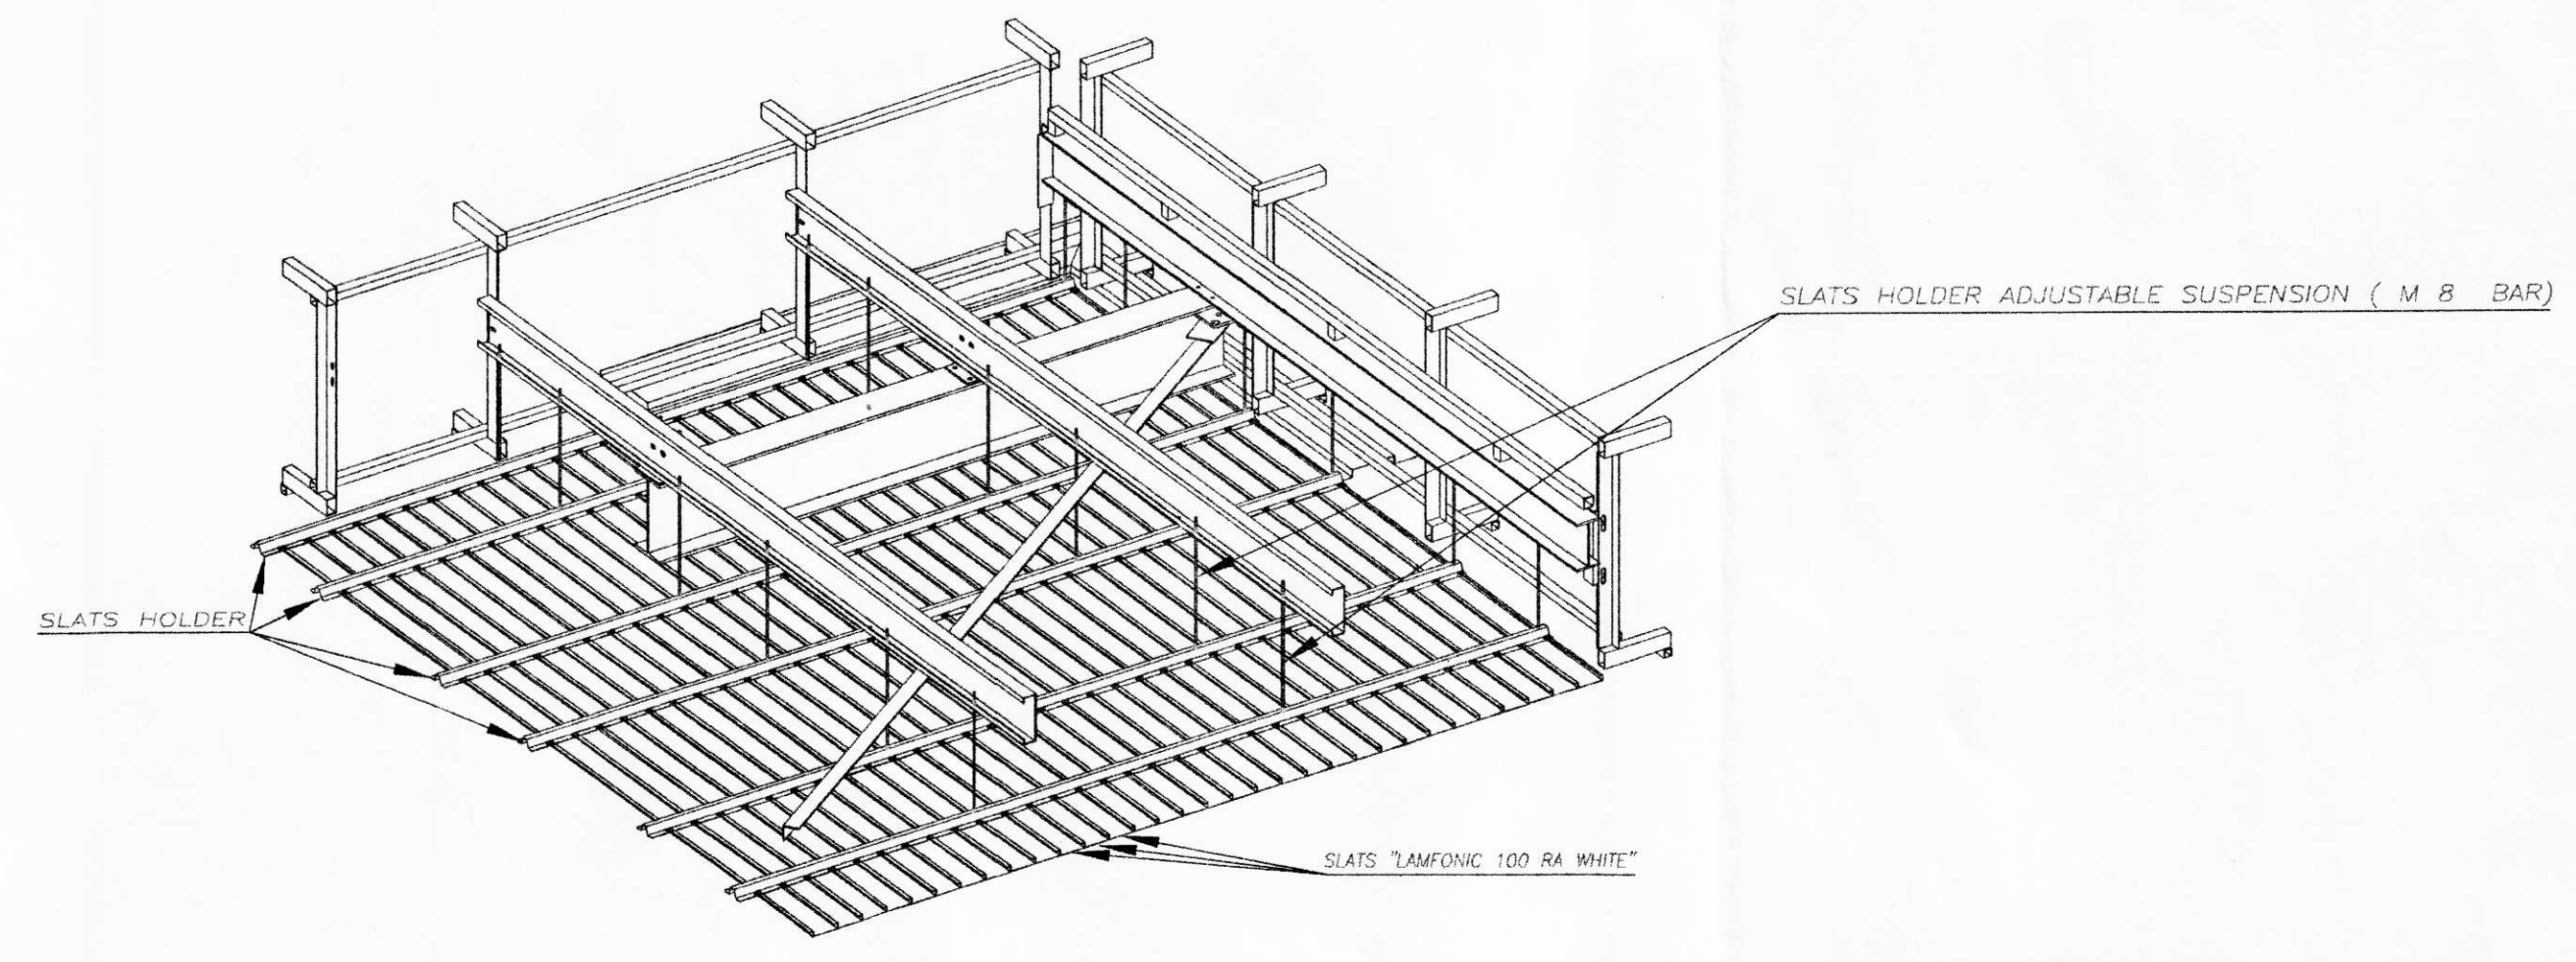 SLATS HOLDER ADJUSTABLE SUSPENSION ( M 8 BAR)
SLATS HOLDER
SLATS "LAMFONIC 100 RA WHITE"